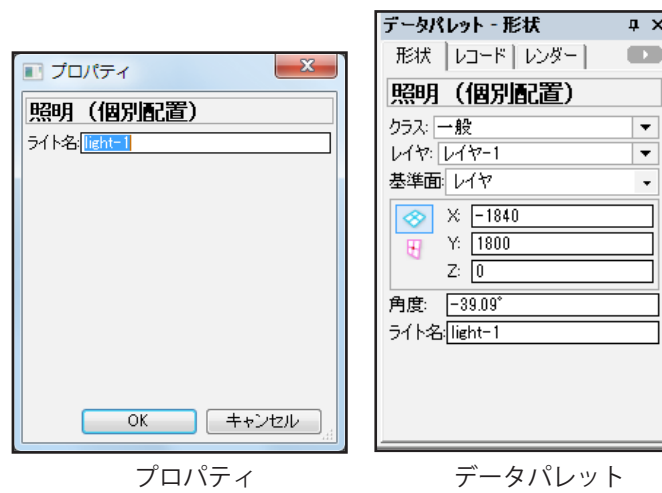 プロパティ
照明（個別配置）
ライト名:light-1
OK
キャンセル
プロパティ
データパレット - 形状
形状
レコード
レンダー
照明（個別配置）
クラス: 一般
レイヤ: レイヤ-1
基準面: レイヤ
X: -1840
Y: 1800
Z: 0
角度: -39.09°
ライト名:light-1
データパレット